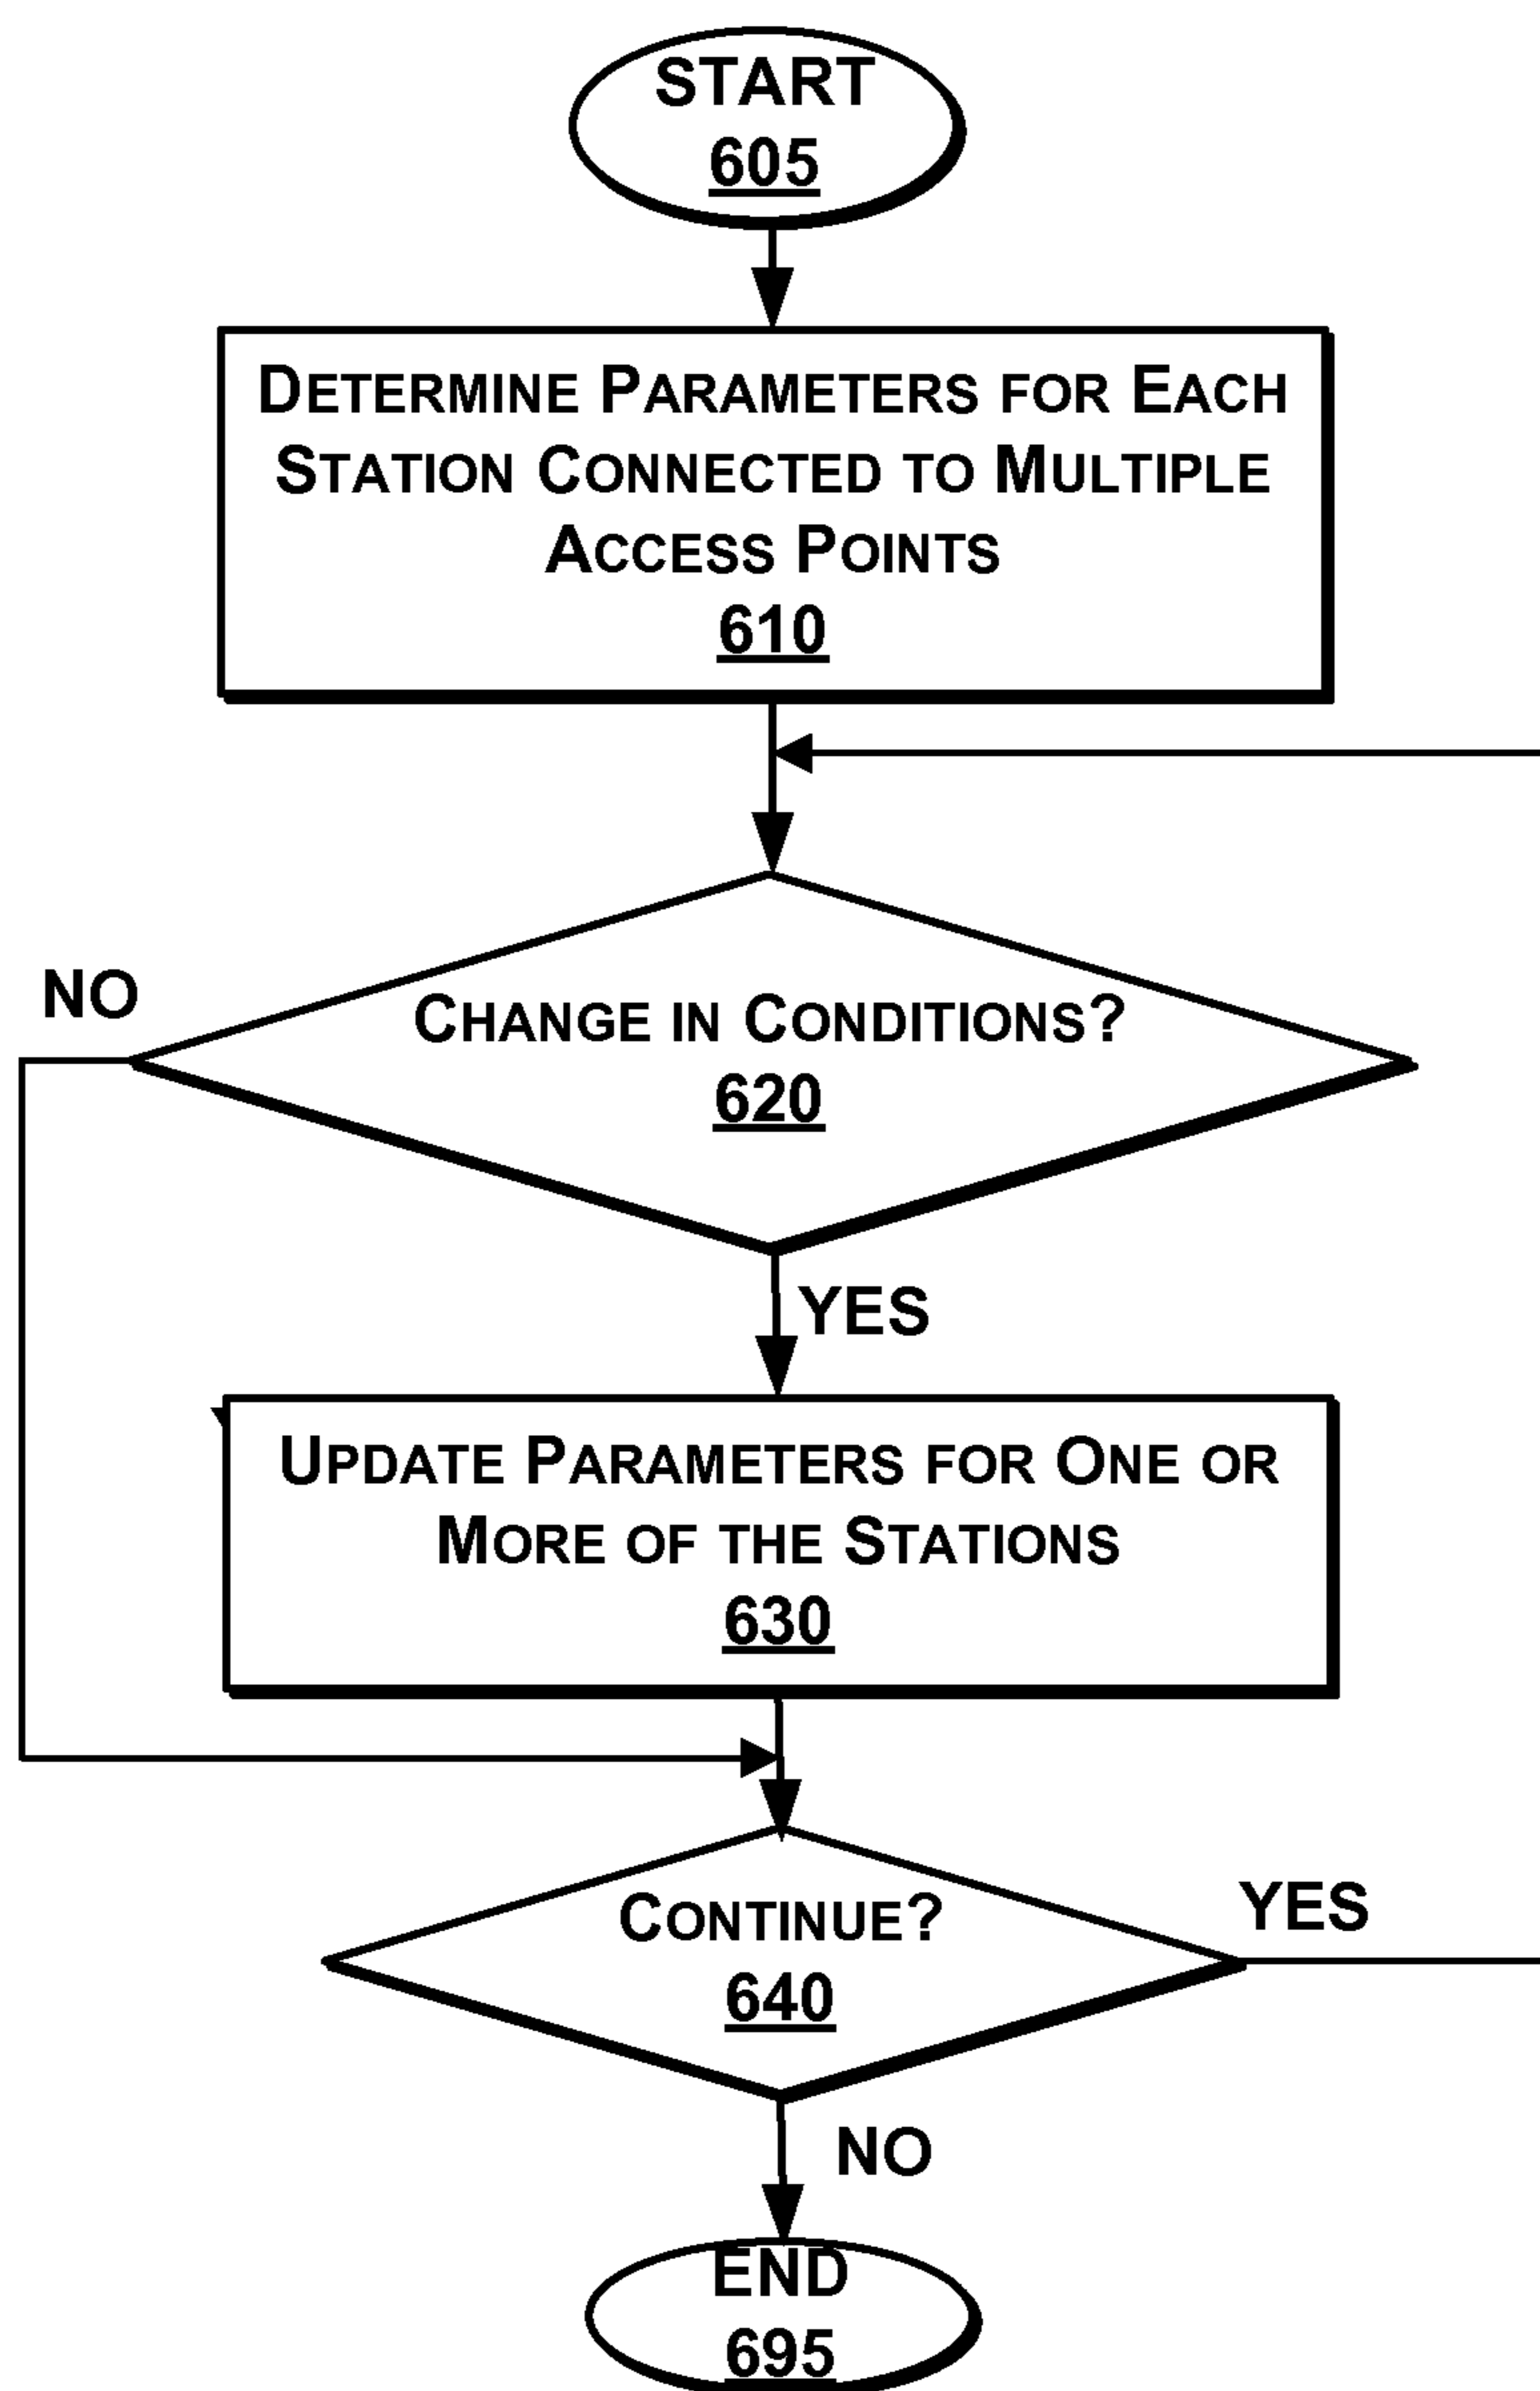 START
605
DETERMINE PARAMETERS FOR EACH
STATION CONNECTED TO MULTIPLE
ACCESS POINTS
610
NO
CHANGE IN CONDITIONS?
620
YES
UPDATE PARAMETERS FOR ONE OR
MORE OF THE STATIONS
630
CONTINUE?
640
YES
NO
END
695